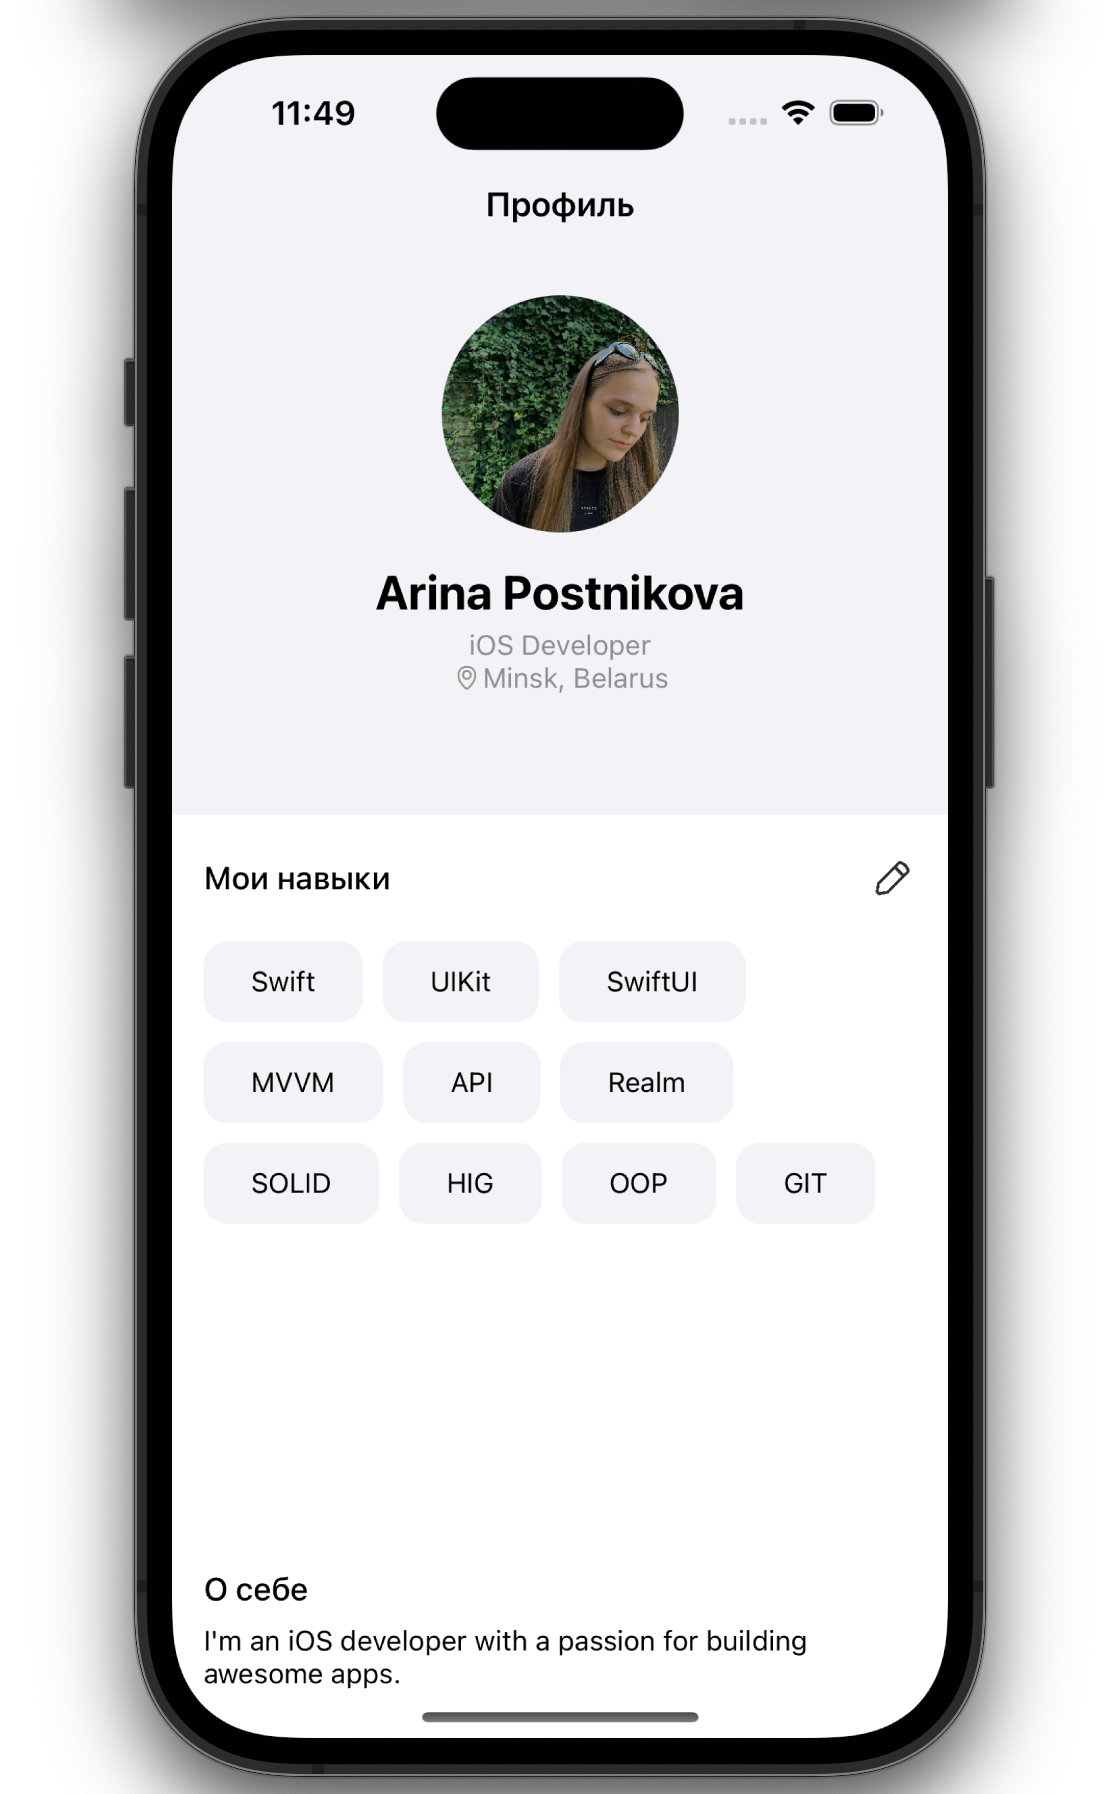 11:49
Профиль
Arina Postnikova
iOS Developer
Minsk, Belarus
Мои навыки
Swift UIKit SwiftUI
MVVM API Realm
SOLID HIG OOP GIT
О себе
I'm an iOS developer with a passion for building
awesome apps.